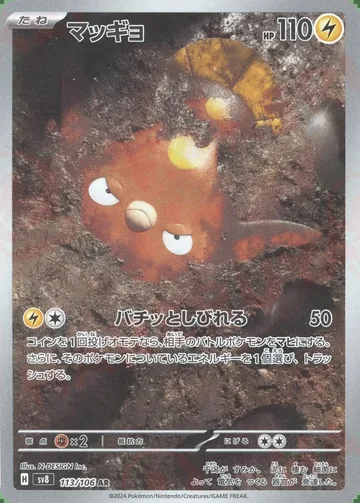 たね
マッギョ
HP 110
バチッとしびれる 50
コインを1回投げオモテなら、相手のバトルポケモンをマヒにする。
さらに、そのポケモンについているエネルギーを1個選び、トラッ
シュする。
弱点 ×2 抵抗力 にげる
Illus. N-DESIGN Inc.
H sv8 113/106 AR
©2024 Pokémon/Nintendo/Creatures/GAME FREAK.